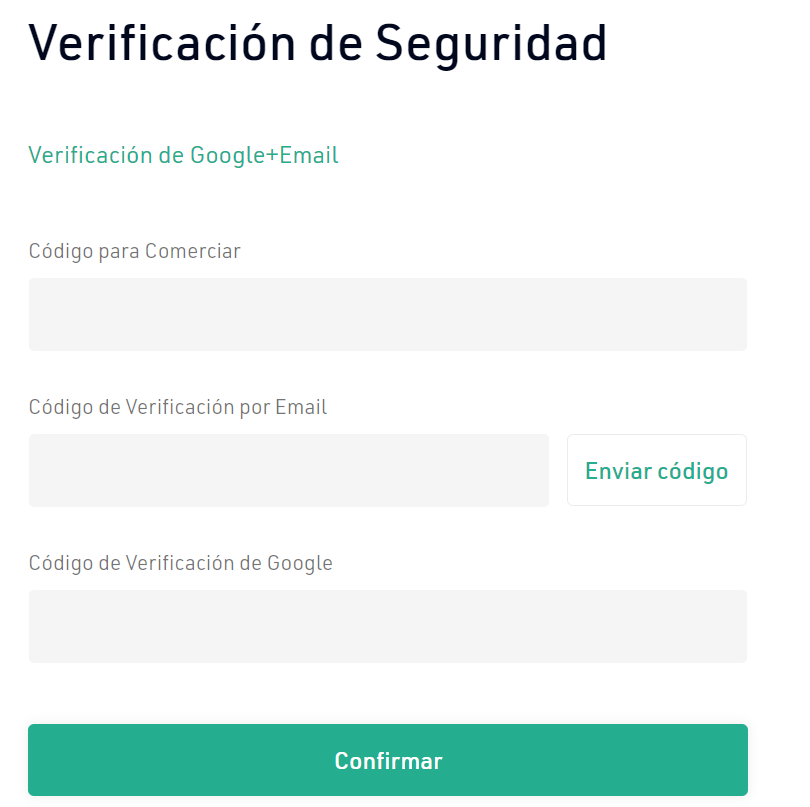 Verificación de Seguridad
Verificación de Google+Email
Código para Comerciar
Código de Verificación por Email
Enviar código
Código de Verificación de Google
Confirmar